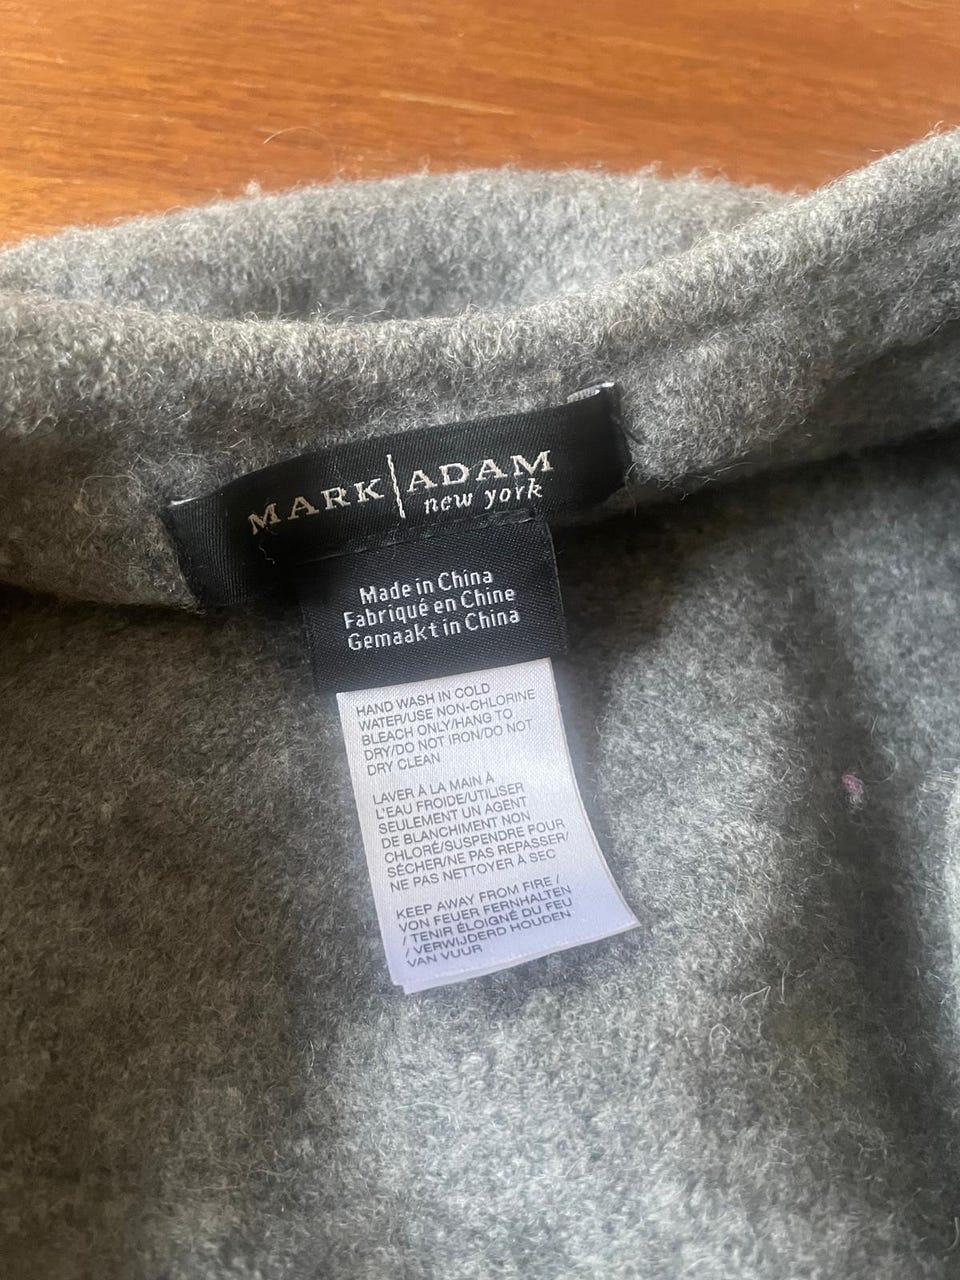 MARK|ADAM
new york
Made in China
Fabriqué en Chine
Gemaakt in China
HAND WASH IN COLD
WATER/USE NON-CHLORINE
BLEACH ONLY/HANG TO
DRY/DO NOT IRON/DO NOT
DRY CLEAN
LAVER À LA MAIN À
L'EAU FROIDE/UTILISER
SEULEMENT UN AGENT
DE BLANCHIMENT NON
CHLORÉ/SUSPENDRE POUR
SÉCHER/NE PAS REPASSER/
NE PAS NETTOYER À SEC
KEEP AWAY FROM FIRE /
VON FEUER FERNHALTEN
/ TENIR ÉLOIGNÉ DU FEU
/ VERWIJDERD HOUDEN
VAN VUUR